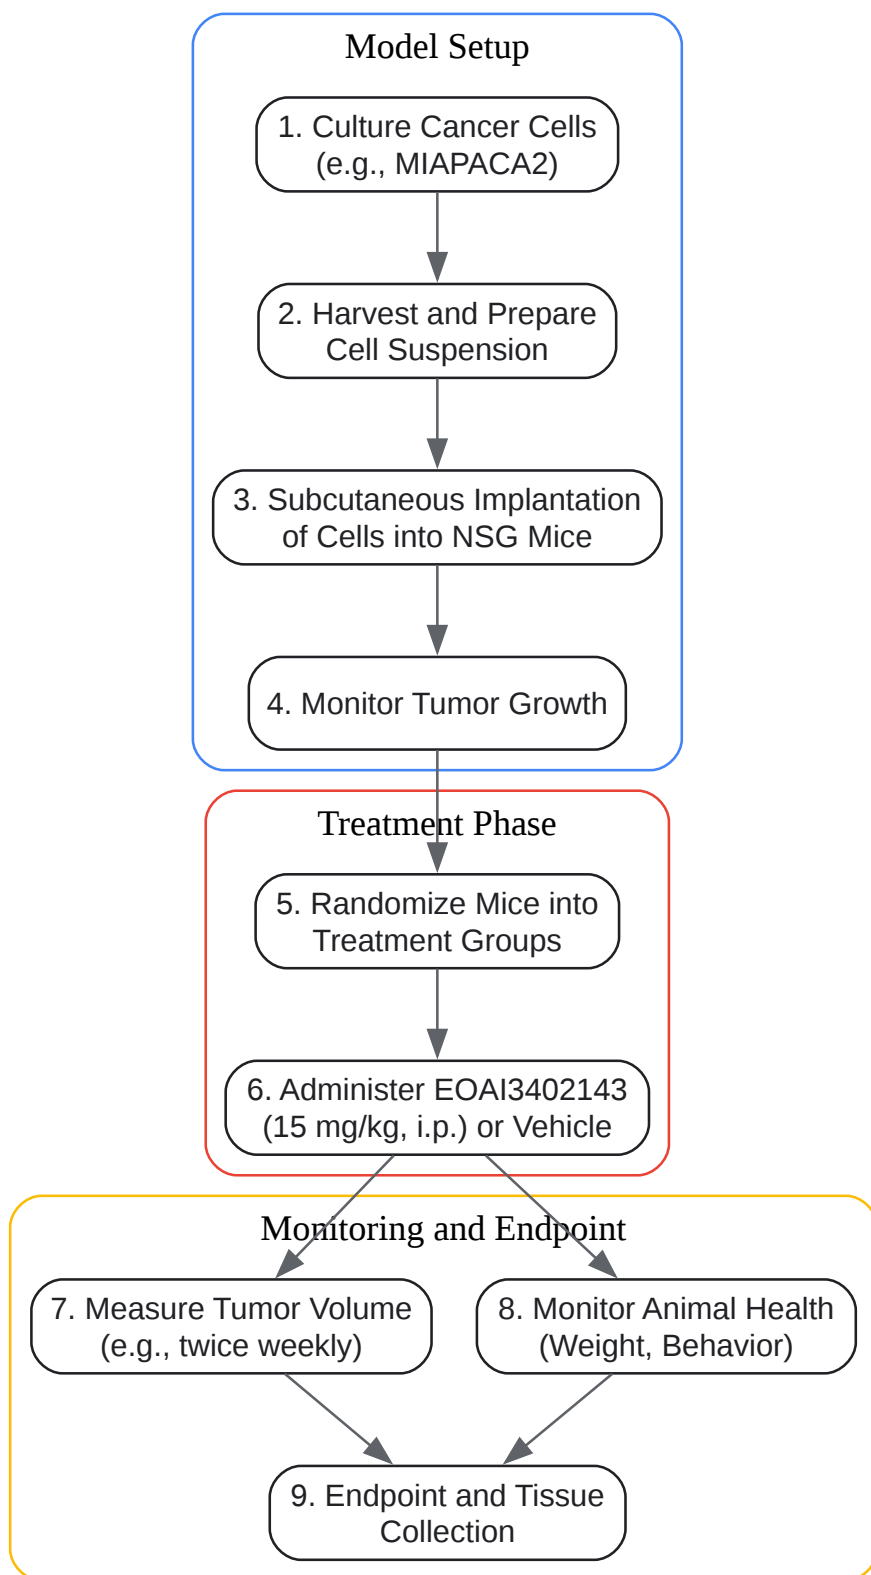 Model Setup
1. Culture Cancer Cells
(e.g., MIAPACA2)
2. Harvest and Prepare
Cell Suspension
3. Subcutaneous Implantation
of Cells into NSG Mice
4. Monitor Tumor Growth
Treatment Phase
5. Randomize Mice into
Treatment Groups
6. Administer EOAI3402143
(15 mg/kg, i.p.) or Vehicle
Monitoring and Endpoint
7. Measure Tumor Volume
(e.g., twice weekly)
8. Monitor Animal Health
(Weight, Behavior)
9. Endpoint and Tissue
Collection